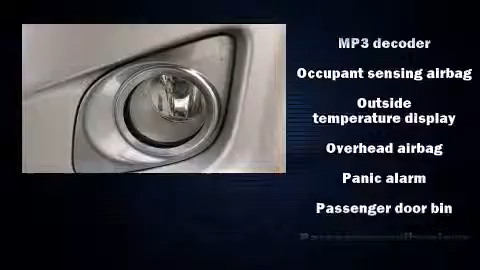 MP3 decoder
Occupant sensing airbag
Outside
temperature display
Overhead airbag
Panic alarm
Passenger door bin